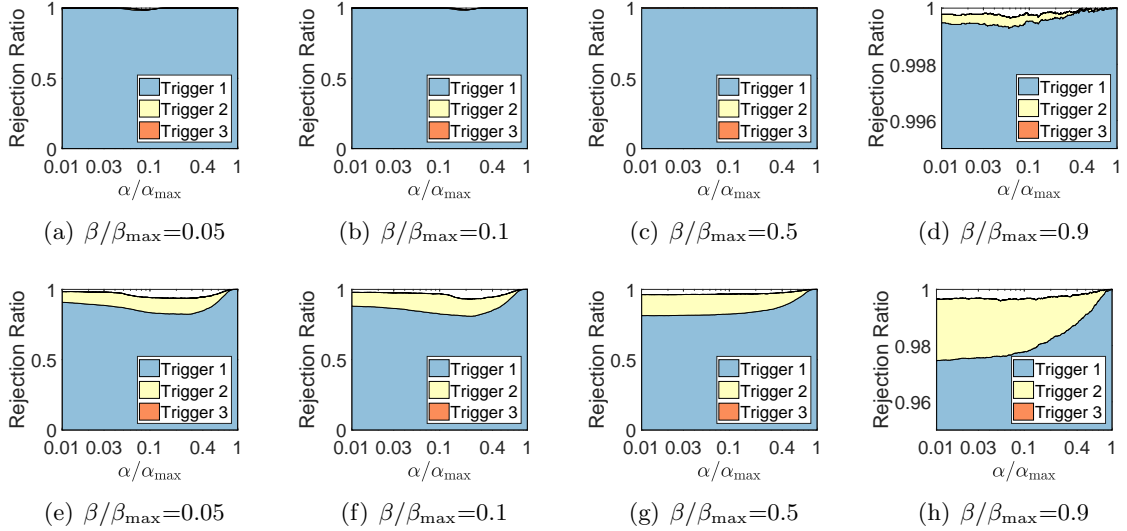 Rejection Ratio
1
0.5
0
Trigger 1
Trigger 2
Trigger 3
0.01 0.03 0.1 0.4 1
α/αmax
(a) β/βmax=0.05
Rejection Ratio
1
0.5
0
Trigger 1
Trigger 2
Trigger 3
0.01 0.03 0.1 0.4 1
α/αmax
(b) β/βmax=0.1
Rejection Ratio
1
0.5
0
Trigger 1
Trigger 2
Trigger 3
0.01 0.03 0.1 0.4 1
α/αmax
(c) β/βmax=0.5
Rejection Ratio
1
0.998
0.996
Trigger 1
Trigger 2
Trigger 3
0.01 0.03 0.1 0.4 1
α/αmax
(d) β/βmax=0.9
Rejection Ratio
1
0.5
0
Trigger 1
Trigger 2
Trigger 3
0.01 0.03 0.1 0.4 1
α/αmax
(e) β/βmax=0.05
Rejection Ratio
1
0.5
0
Trigger 1
Trigger 2
Trigger 3
0.01 0.03 0.1 0.4 1
α/αmax
(f) β/βmax=0.1
Rejection Ratio
1
0.5
0
Trigger 1
Trigger 2
Trigger 3
0.01 0.03 0.1 0.4 1
α/αmax
(g) β/βmax=0.5
Rejection Ratio
1
0.98
0.96
Trigger 1
Trigger 2
Trigger 3
0.01 0.03 0.1 0.4 1
α/αmax
(h) β/βmax=0.9